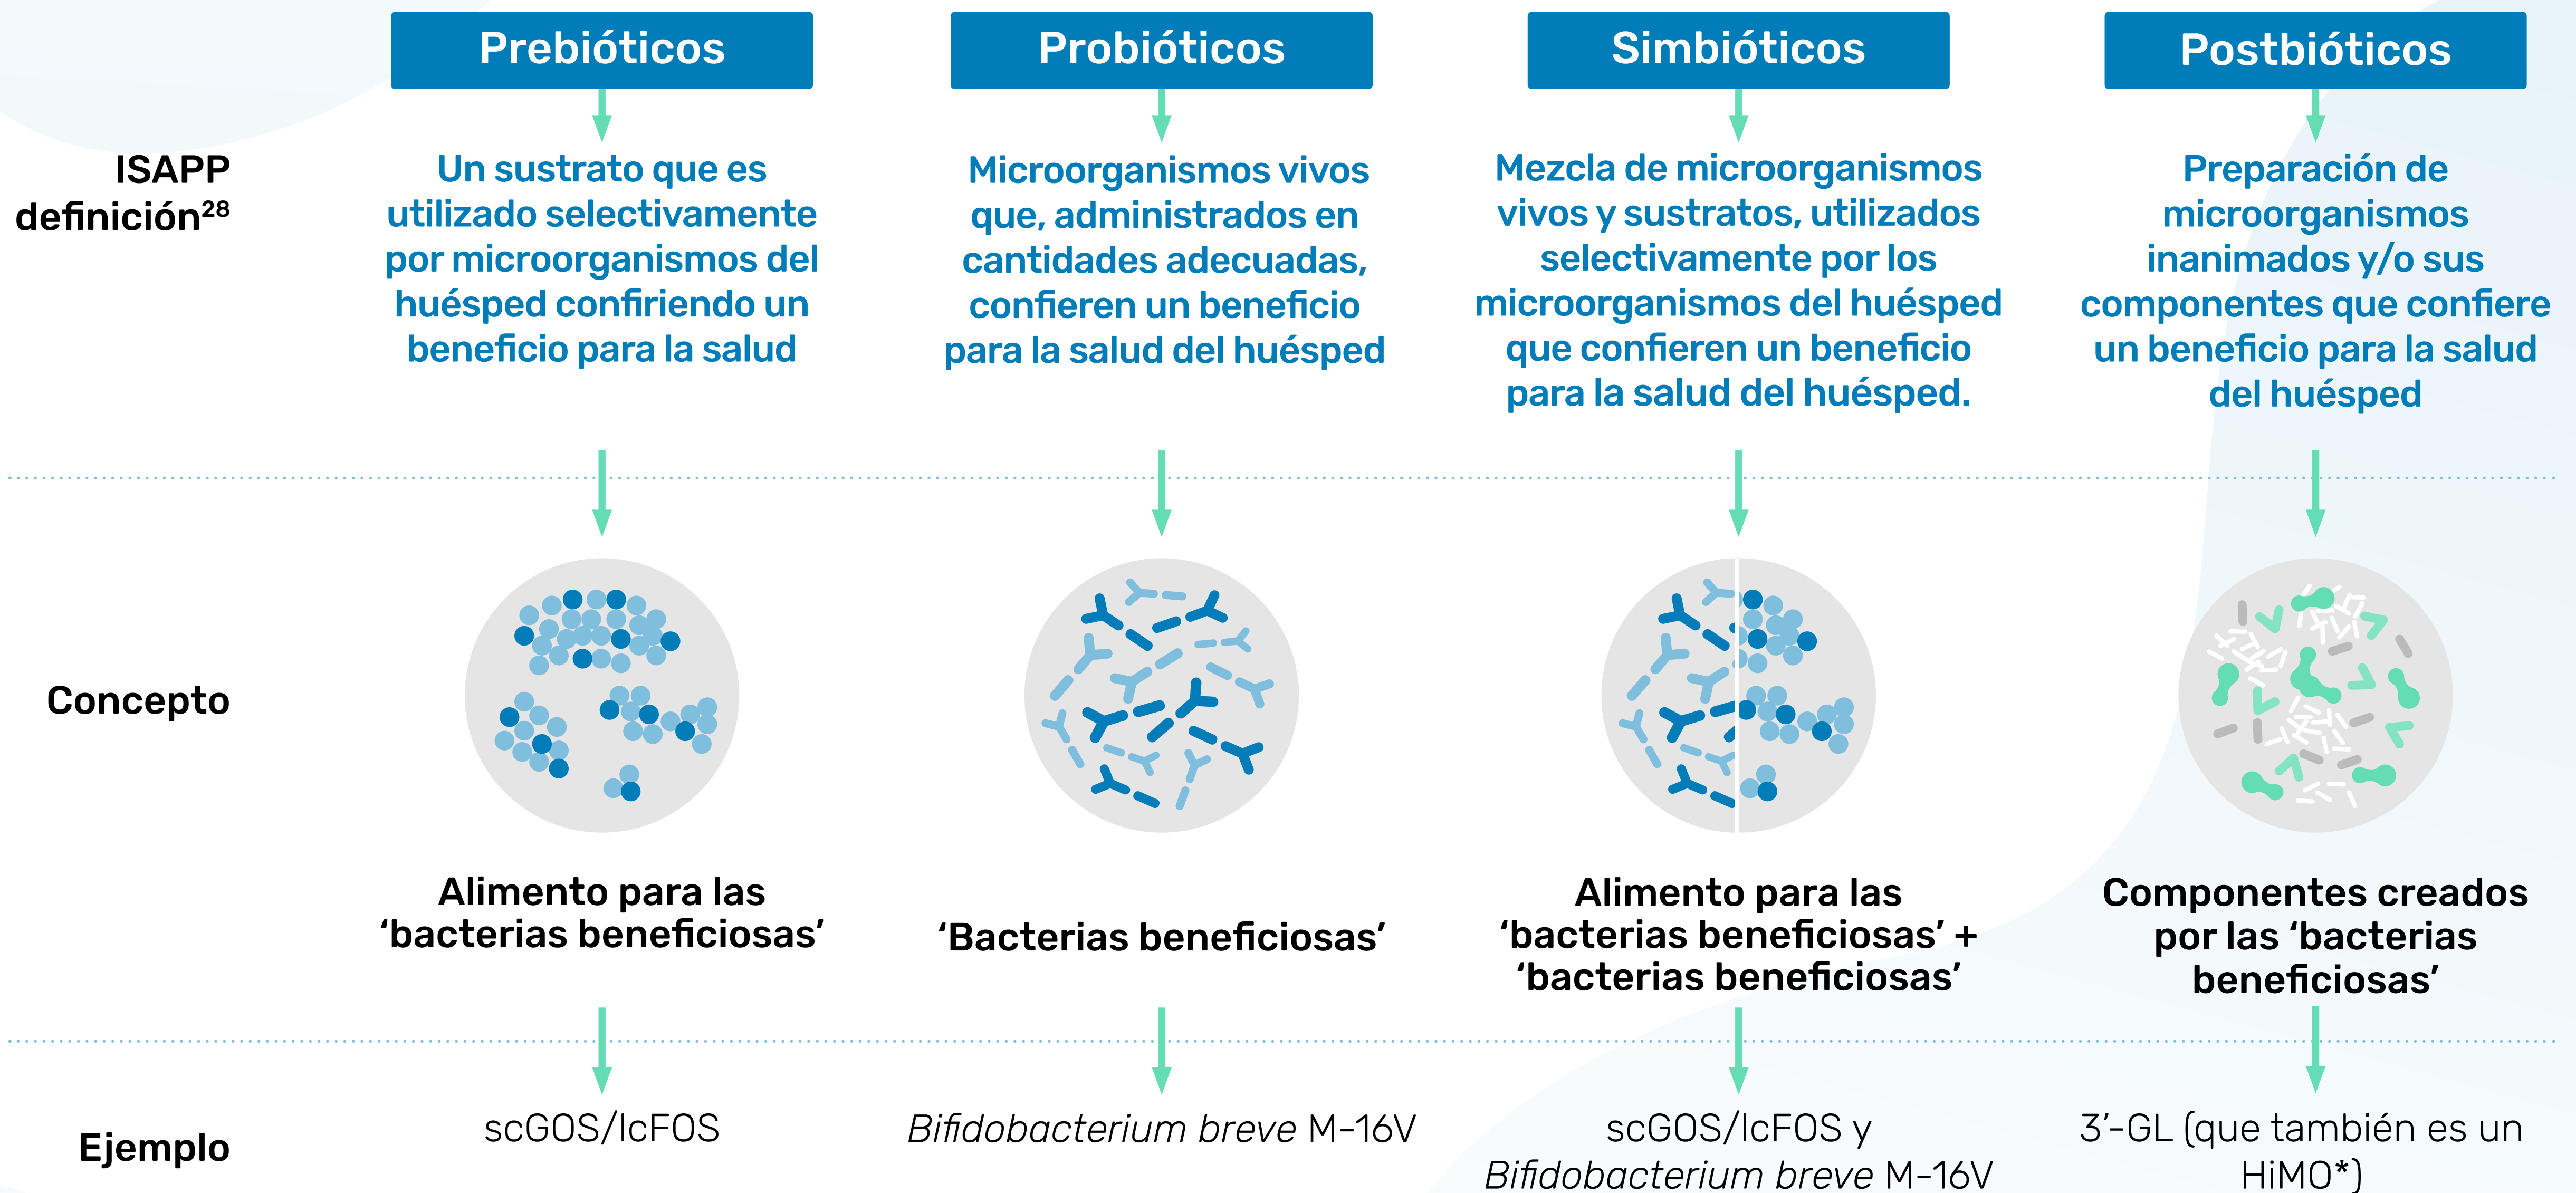 Prebióticos
Probióticos
Simbióticos
Postbióticos
ISAPP
definición²⁸
Un sustrato que es
utilizado selectivamente
por microorganismos del
huésped confiriendo un
beneficio para la salud
Microorganismos vivos
que, administrados en
cantidades adecuadas,
confieren un beneficio
para la salud del huésped
Mezcla de microorganismos
vivos y sustratos, utilizados
selectivamente por los
microorganismos del huésped
que confieren un beneficio
para la salud del huésped.
Preparación de
microorganismos
inanimados y/o sus
componentes que confiere
un beneficio para la salud
del huésped
Concepto
Alimento para las
‘bacterias beneficiosas’
‘Bacterias beneficiosas’
Alimento para las
‘bacterias beneficiosas’ +
‘bacterias beneficiosas’
Componentes creados
por las ‘bacterias
beneficiosas’
Ejemplo
scGOS/lcFOS
Bifidobacterium breve M-16V
scGOS/lcFOS y
Bifidobacterium breve M-16V
3’-GL (que también es un
HiMO*)